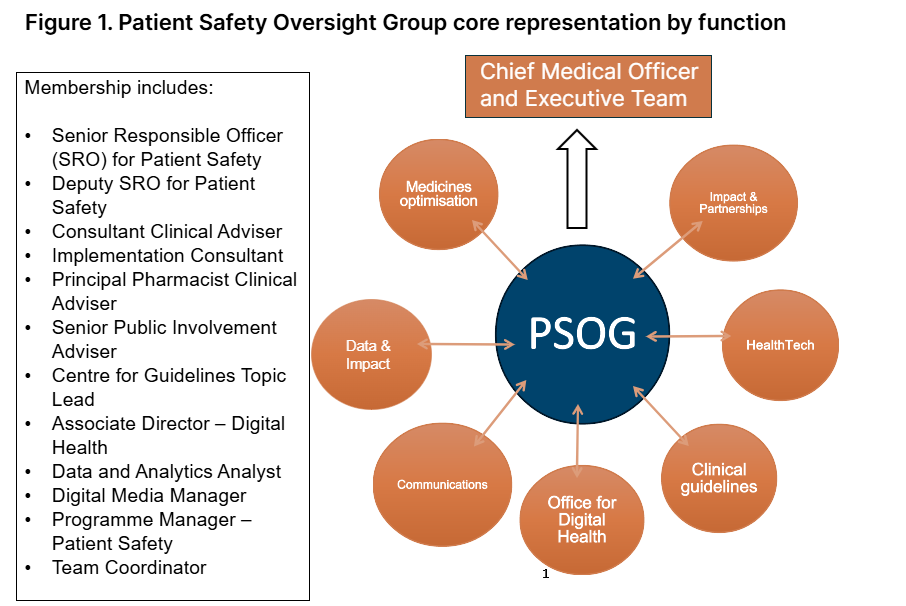 Figure 1. Patient Safety Oversight Group core representation by function
Membership includes:
• Senior Responsible Officer
(SRO) for Patient Safety
• Deputy SRO for Patient
Safety
• Consultant Clinical Adviser
• Implementation Consultant
• Principal Pharmacist Clinical
Adviser
• Senior Public Involvement
Adviser
• Centre for Guidelines Topic
Lead
• Associate Director – Digital
Health
• Data and Analytics Analyst
• Digital Media Manager
• Programme Manager –
Patient Safety
• Team Coordinator
Chief Medical Officer
and Executive Team
Medicines
optimisation
Impact &
Partnerships
PSOG
Data &
Impact
HealthTech
Communications
Clinical
guidelines
Office for
Digital
Health
1